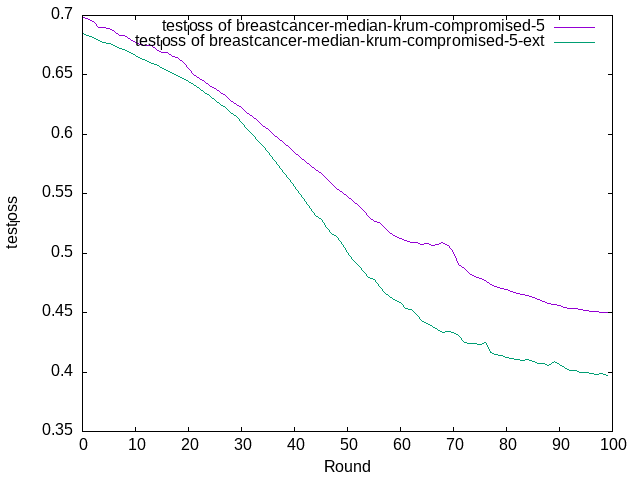 0.7
0.65
0.6
0.55
0.5
0.45
0.4
0.35
testloss
testloss of breastcancer-median-krum-compromised-5
testloss of breastcancer-median-krum-compromised-5-ext
0 10 20 30 40 50 60 70 80 90 100
Round